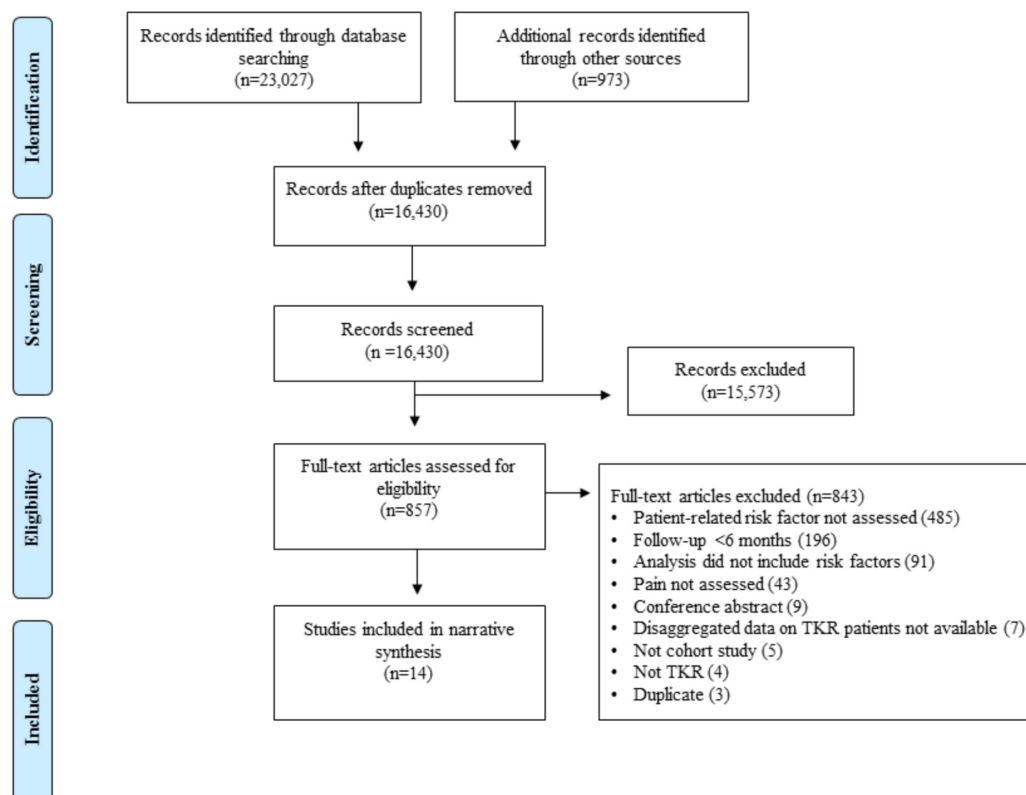 Identification
Records identified through database
searching
(n=23,027)
Additional records identified
through other sources
(n=973)
Records after duplicates removed
(n=16,430)
Screening
Records screened
(n =16,430)
Records excluded
(n=15,573)
Eligibility
Full-text articles assessed for
eligibility
(n=857)
Full-text articles excluded (n=843)
• Patient-related risk factor not assessed (485)
• Follow-up <6 months (196)
• Analysis did not include risk factors (91)
• Pain not assessed (43)
• Conference abstract (9)
• Disaggregated data on TKR patients not available (7)
• Not cohort study (5)
• Not TKR (4)
• Duplicate (3)
Included
Studies included in narrative
synthesis
(n=14)